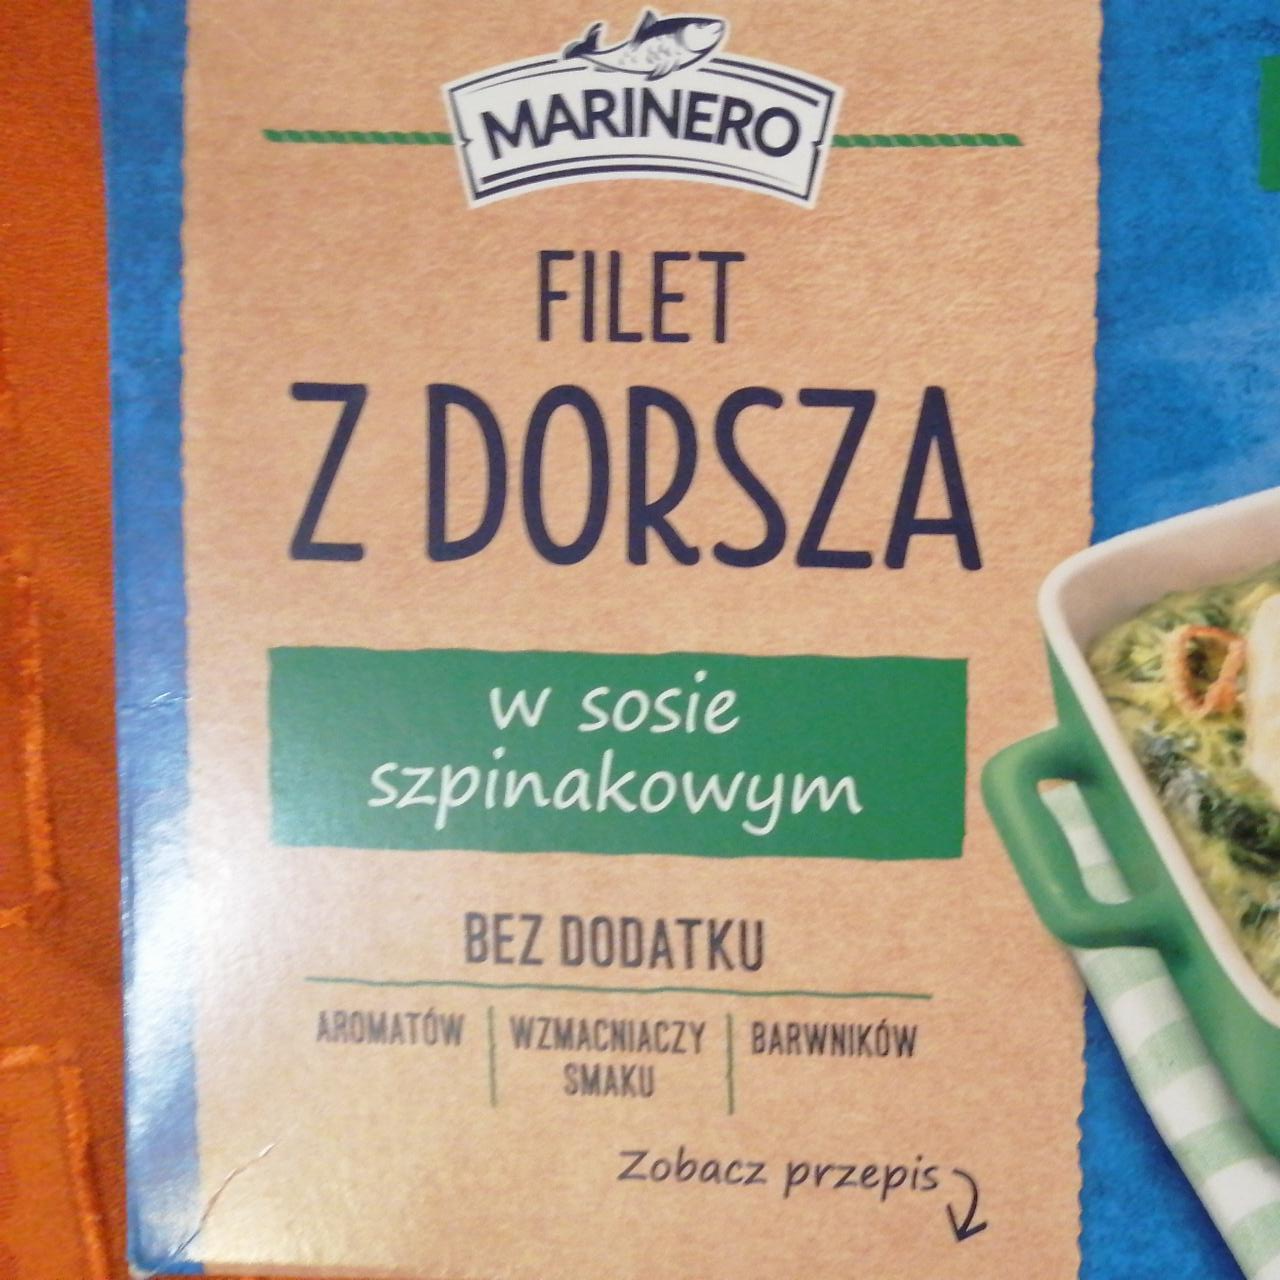 MARINERO
FILET
Z DORSZA
w sosie
szpinakowym
BEZ DODATKU
AROMATÓW
WZMACNIACZY
SMAKU
BARWNIKÓW
Zobacz przepis